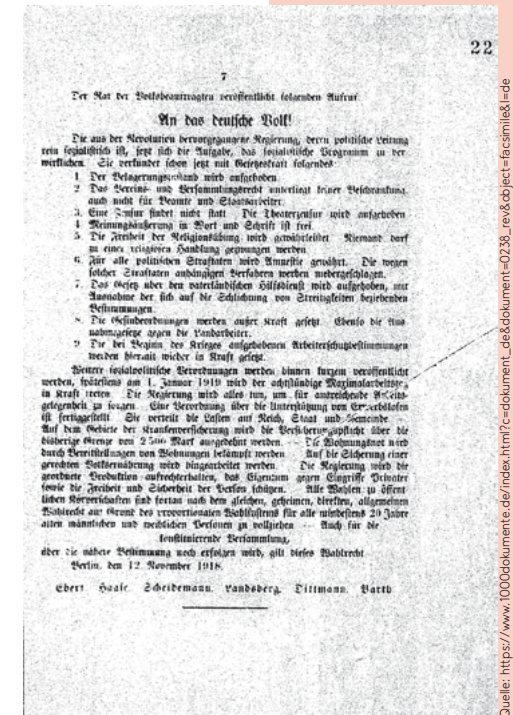 22
7
Der Rat der Volksbeauftragten veröffentlicht folgenden Aufruf
An das deutsche Volk!
Die aus der Revolution hervorgegangene Regierung, deren politische Leitung
rein sozialistisch ist, setzt sich die Aufgabe, das sozialistische Programm zu ver
wirklichen. Sie verkündet schon jetzt mit Gesetzeskraft folgendes:
1 Der Belagerungszustand wird aufgehoben
2 Das Vereins- und Versammlungsrecht unterliegt keiner Beschränkung,
auch nicht für Beamte und Staatsarbeiter.
3. Eine Zensur findet nicht statt Die Theaterzensur wird aufgehoben
4 Meinungsäußerung in Wort und Schrift ist frei
5. Die Freiheit der Religionsübung wird gewährleistet Niemand darf
zu einer religiösen Handlung gezwungen werden
6. Für alle politischen Straftaten wird Amnestie gewährt. Die wegen
solcher Straftaten anhängigen Verfahren werden niedergeschlagen.
7. Das Gesetz über den vaterländischen Hilfsdienst wird aufgehoben, mit
Ausnahme der sich auf die Schlichtung von Streitigkeiten beziehenden
Bestimmungen
8. Die Gesindeordnungen werden außer Kraft gesetzt. Ebenso die Aus
nahmegesetze gegen die Landarbeiter.
9 Die bei Beginn des Krieges aufgehobenen Arbeiterschutzbestimmungen
werden hiermit wieder in Kraft gesetzt.
Weitere sozialpolitische Verordnungen werden binnen kurzem veröffentlicht
werden, spätestens am 1. Januar 1919 wird der achtstündige Maximalarbeitstag
in Kraft treten Die Regierung wird alles tun, um für ausreichende Arbeits
gelegenheit zu sorgen Eine Verordnung über die Unterstützung von Erwerbslosen
ist fertiggestellt Sie verteilt die Lasten auf Reich, Staat und Gemeinde
Auf dem Gebiete der Krankenversicherung wird die Versicherungspflicht über die
bisherige Grenze von 2500 Mark ausgedehnt werden. Die Wohnungsnot wird
durch Bereitstellungen von Wohnungen bekämpft werden Auf die Sicherung einer
gerechten Volksernährung wird hingearbeitet werden. Die Regierung wird die
geordnete Produktion aufrechterhalten, das Eigentum gegen Eingriffe Privater
sowie die Freiheit und Sicherheit der Person schützen. Alle Wahlen zu öffent
lichen Körperschaften sind fortan nach dem gleichen, geheimen, direkten, allgemeinen
Wahlrecht auf Grund des proportionalen Wahlsystems für alle mindestens 20 Jahre
alten männlichen und weiblichen Personen zu vollziehen Auch für die
konstituierende Versammlung,
über die nähere Bestimmung noch erfolgen wird, gilt dieses Wahlrecht
Berlin, den 12 November 1918.
Ebert Haase Scheidemann. Landsberg. Dittmann. Barth
Quelle: https://www.1000dokumente.de/index.html?c=dokument_de&dokument=0238_rev&object=facsimile&l=de